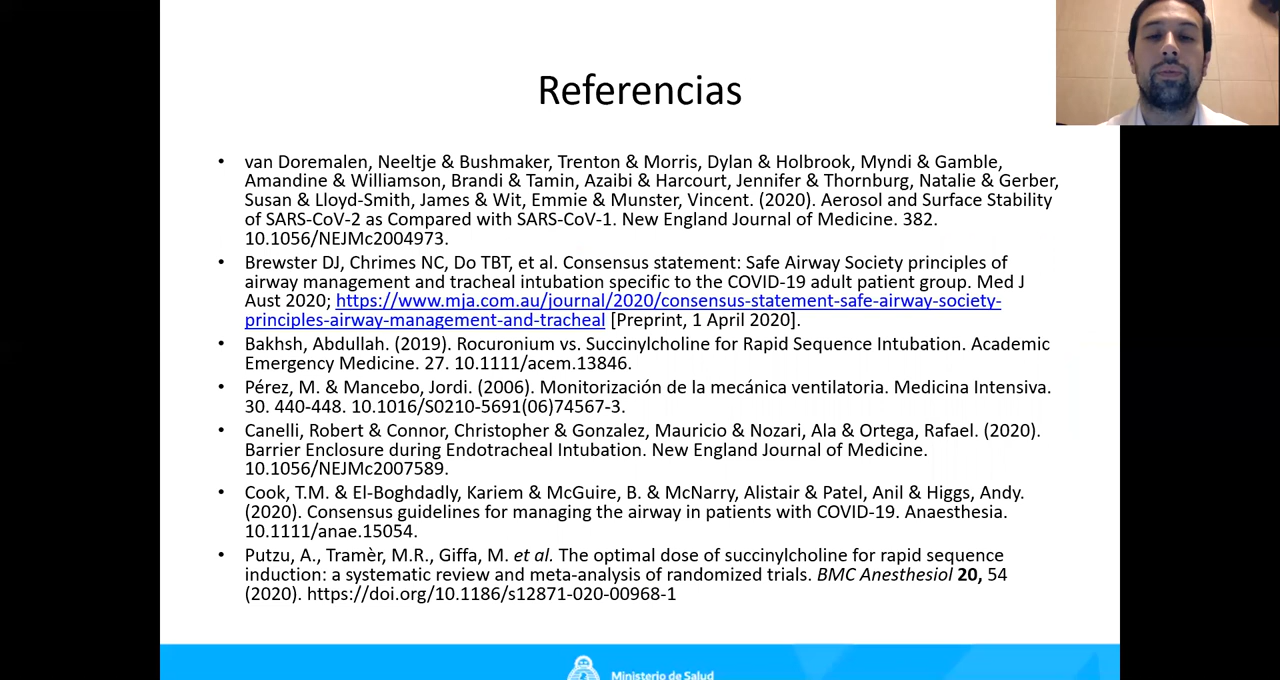 Referencias
• van Doremalen, Neeltje & Bushmaker, Trenton & Morris, Dylan & Holbrook, Myndi & Gamble,
Amandine & Williamson, Brandi & Tamin, Azaibi & Harcourt, Jennifer & Thornburg, Natalie & Gerber,
Susan & Lloyd-Smith, James & Wit, Emmie & Munster, Vincent. (2020). Aerosol and Surface Stability
of SARS-CoV-2 as Compared with SARS-CoV-1. New England Journal of Medicine. 382.
10.1056/NEJMc2004973.
• Brewster DJ, Chrimes NC, Do TBT, et al. Consensus statement: Safe Airway Society principles of
airway management and tracheal intubation specific to the COVID-19 adult patient group. Med J
Aust 2020; https://www.mja.com.au/journal/2020/consensus-statement-safe-airway-society-
principles-airway-management-and-tracheal [Preprint, 1 April 2020].
• Bakhsh, Abdullah. (2019). Rocuronium vs. Succinylcholine for Rapid Sequence Intubation. Academic
Emergency Medicine. 27. 10.1111/acem.13846.
• Pérez, M. & Mancebo, Jordi. (2006). Monitorización de la mecánica ventilatoria. Medicina Intensiva.
30. 440-448. 10.1016/S0210-5691(06)74567-3.
• Canelli, Robert & Connor, Christopher & Gonzalez, Mauricio & Nozari, Ala & Ortega, Rafael. (2020).
Barrier Enclosure during Endotracheal Intubation. New England Journal of Medicine.
10.1056/NEJMc2007589.
• Cook, T.M. & El-Boghdadly, Kariem & McGuire, B. & McNarry, Alistair & Patel, Anil & Higgs, Andy.
(2020). Consensus guidelines for managing the airway in patients with COVID-19. Anaesthesia.
10.1111/anae.15054.
• Putzu, A., Tramèr, M.R., Giffa, M. et al. The optimal dose of succinylcholine for rapid sequence
induction: a systematic review and meta-analysis of randomized trials. BMC Anesthesiol 20, 54
(2020). https://doi.org/10.1186/s12871-020-00968-1
Ministerio de Salud